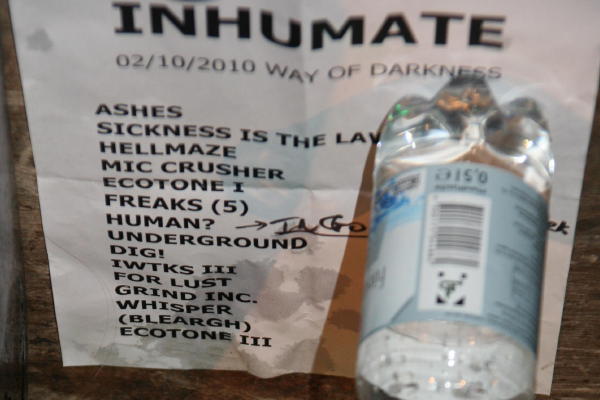 INHUMATE
02/10/2010 WAY OF DARKNESS
ASHES
SICKNESS IS THE LAW
HELLMAZE
MIC CRUSHER
ECOTONE I
FREAKS (5)
HUMAN? →
UNDERGROUND
DIG!
IWTKS III
FOR LUST
GRIND INC.
WHISPER
(BLEARGH)
ECOTONE III
0,5 l e